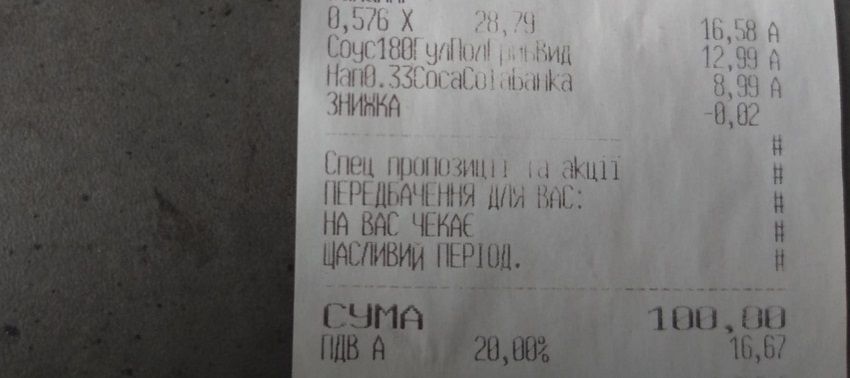 0,576 X 28,79 16,58 А
Соус180ГулПолГрибВид 12,99 А
Нап0.33CocaColaбанка 8,99 А
ЗНИЖКА -0,02
#
Спец пропозиції та акції #
ПЕРЕДБАЧЕННЯ ДЛЯ ВАС: #
НА ВАС ЧЕКАЄ #
ЩАСЛИВИЙ ПЕРІОД. #
СУМА 100,00
ПДВ А 20,00% 16,67